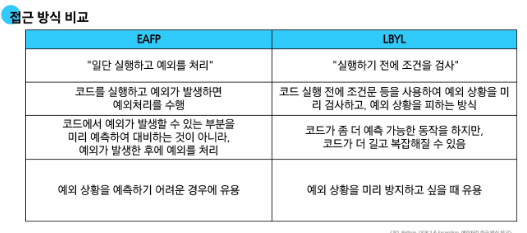 접근 방식 비교
EAFP
LBYL
"일단 실행하고 예외를 처리"
"실행하기 전에 조건을 검사"
코드를 실행하고 예외가 발생하면
예외처리를 수행
코드 실행 전에 조건문 등을 사용하여 예외 상황을 미
리 검사하고, 예외 상황을 피하는 방식
코드에서 예외가 발생할 수 있는 부분을
미리 예측하여 대비하는 것이 아니라,
예외가 발생한 후에 예외를 처리
코드가 좀 더 예측 가능한 동작을 하지만,
코드가 더 길고 복잡해질 수 있음
예외 상황을 예측하기 어려운 경우에 유용
예외 상황을 미리 방지하고 싶을 때 유용